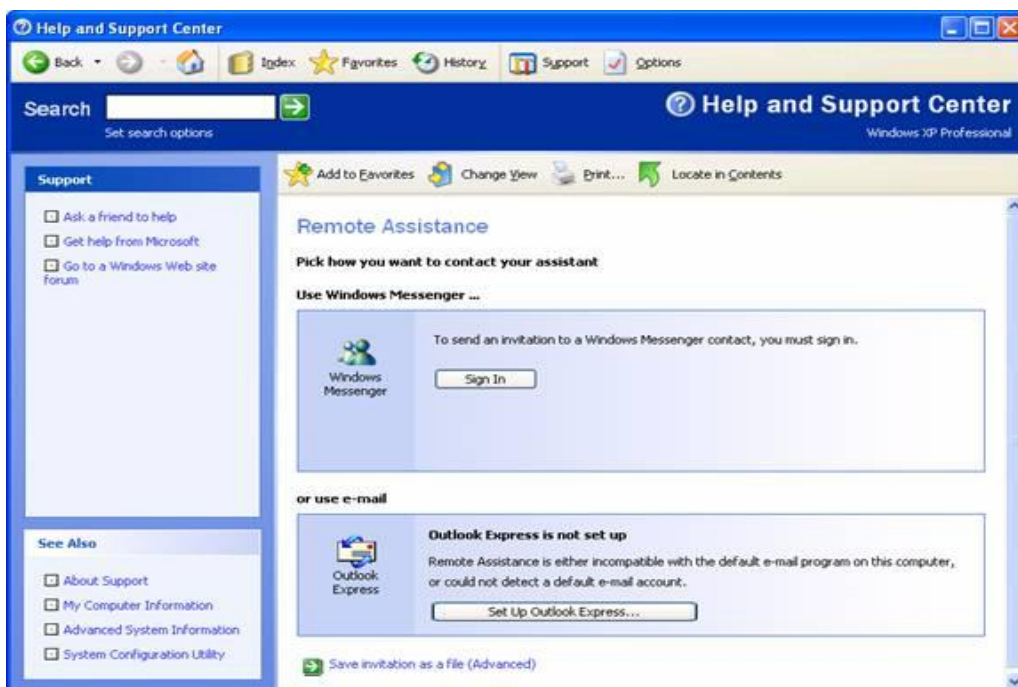 Help and Support Center
Back
Index
Favorites
History
Support
Options
Search
Set search options
Help and Support Center
Windows XP Professional
Support
Ask a friend to help
Get help from Microsoft
Go to a Windows Web site
forum
See Also
About Support
My Computer Information
Advanced System Information
System Configuration Utility
Add to Favorites
Change View
Print...
Locate in Contents
Remote Assistance
Pick how you want to contact your assistant
Use Windows Messenger ...
Windows
Messenger
To send an invitation to a Windows Messenger contact, you must sign in.
Sign In
or use e-mail
Outlook
Express
Outlook Express is not set up
Remote Assistance is either incompatible with the default e-mail program on this computer,
or could not detect a default e-mail account.
Set Up Outlook Express...
Save invitation as a file (Advanced)